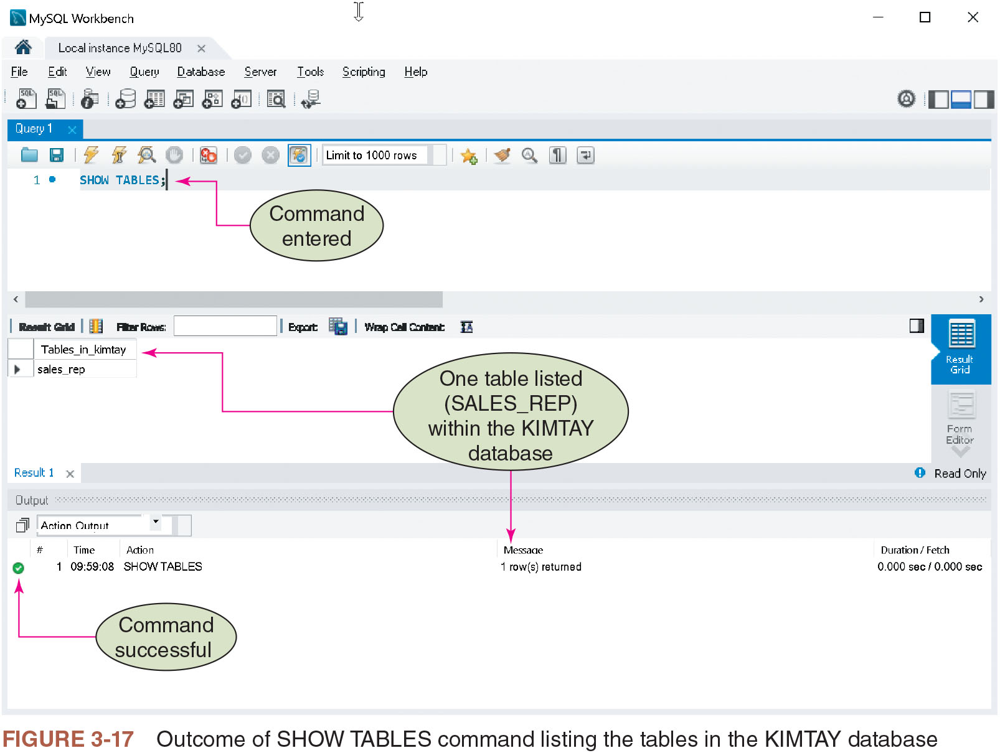 MySQL Workbench
Local instance MySQL80
File Edit View Query Database Server Tools Scripting Help
SQL SQL
Query 1
Limit to 1000 rows
1 SHOW TABLES;
Command
entered
Result Grid Filter Rows: Export: Wrap Cell Content:
Tables_in_kimtay
sales_rep
Result
Grid
One table listed
(SALES_REP)
within the KIMTAY
database
Form
Editor
Result 1
Read Only
Output
Action Output
# Time Action Message Duration / Fetch
1 09:59:08 SHOW TABLES 1 row(s) returned 0.000 sec / 0.000 sec
Command
successful
FIGURE 3-17 Outcome of SHOW TABLES command listing the tables in the KIMTAY database